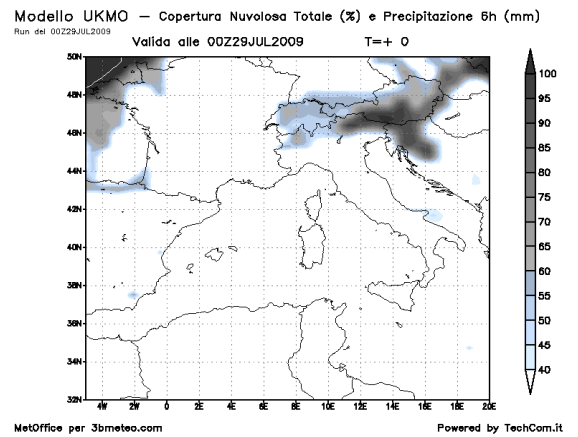 Modello UKMO – Copertura Nuvolosa Totale (%) e Precipitazione 6h (mm)
Run del 00Z29JUL2009
Valida alle 00Z29JUL2009 T=+ 0
50N
48N
46N
44N
42N
40N
38N
36N
34N
32N
4W 2W 0 2E 4E 6E 8E 10E 12E 14E 16E 18E 20E
100
95
90
85
80
75
70
65
60
55
50
45
40
MetOffice per 3bmeteo.com Powered by TechCom.it